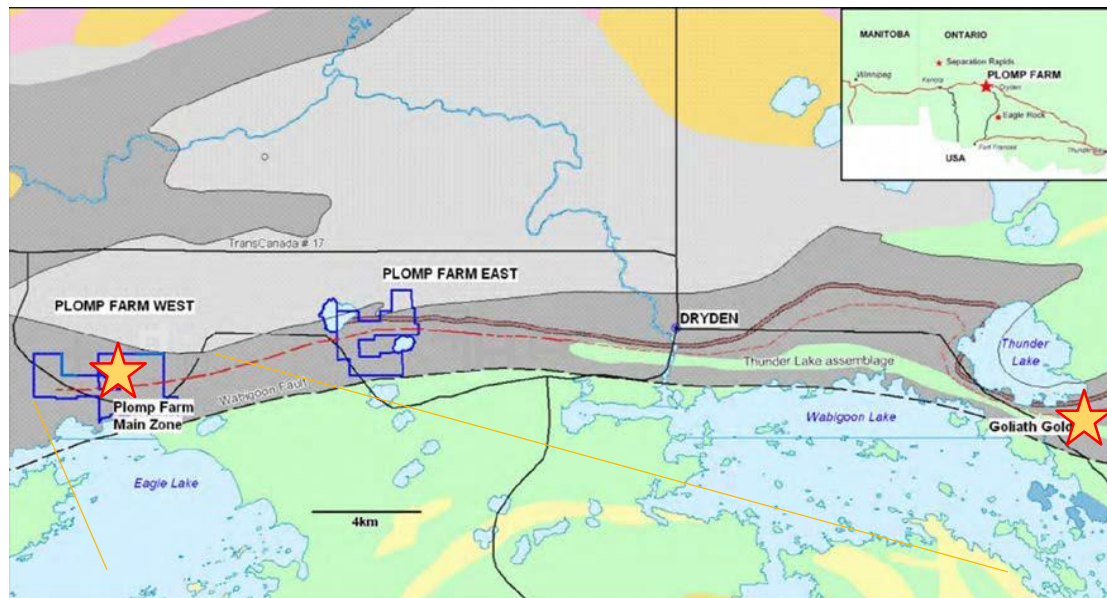 MANITOBA ONTARIO
Separation Rapids
PLOMP FARM
Winnipeg
Kenora
Dryden
Eagle Rock
Fort Frances
USA
TransCanada # 17
PLOMP FARM EAST
PLOMP FARM WEST
DRYDEN
Thunder
Lake
Thunder Lake assemblage
Wabigoon Fault
Plomp Farm
Main Zone
Wabigoon Lake
Goliath Gold
Eagle Lake
4km